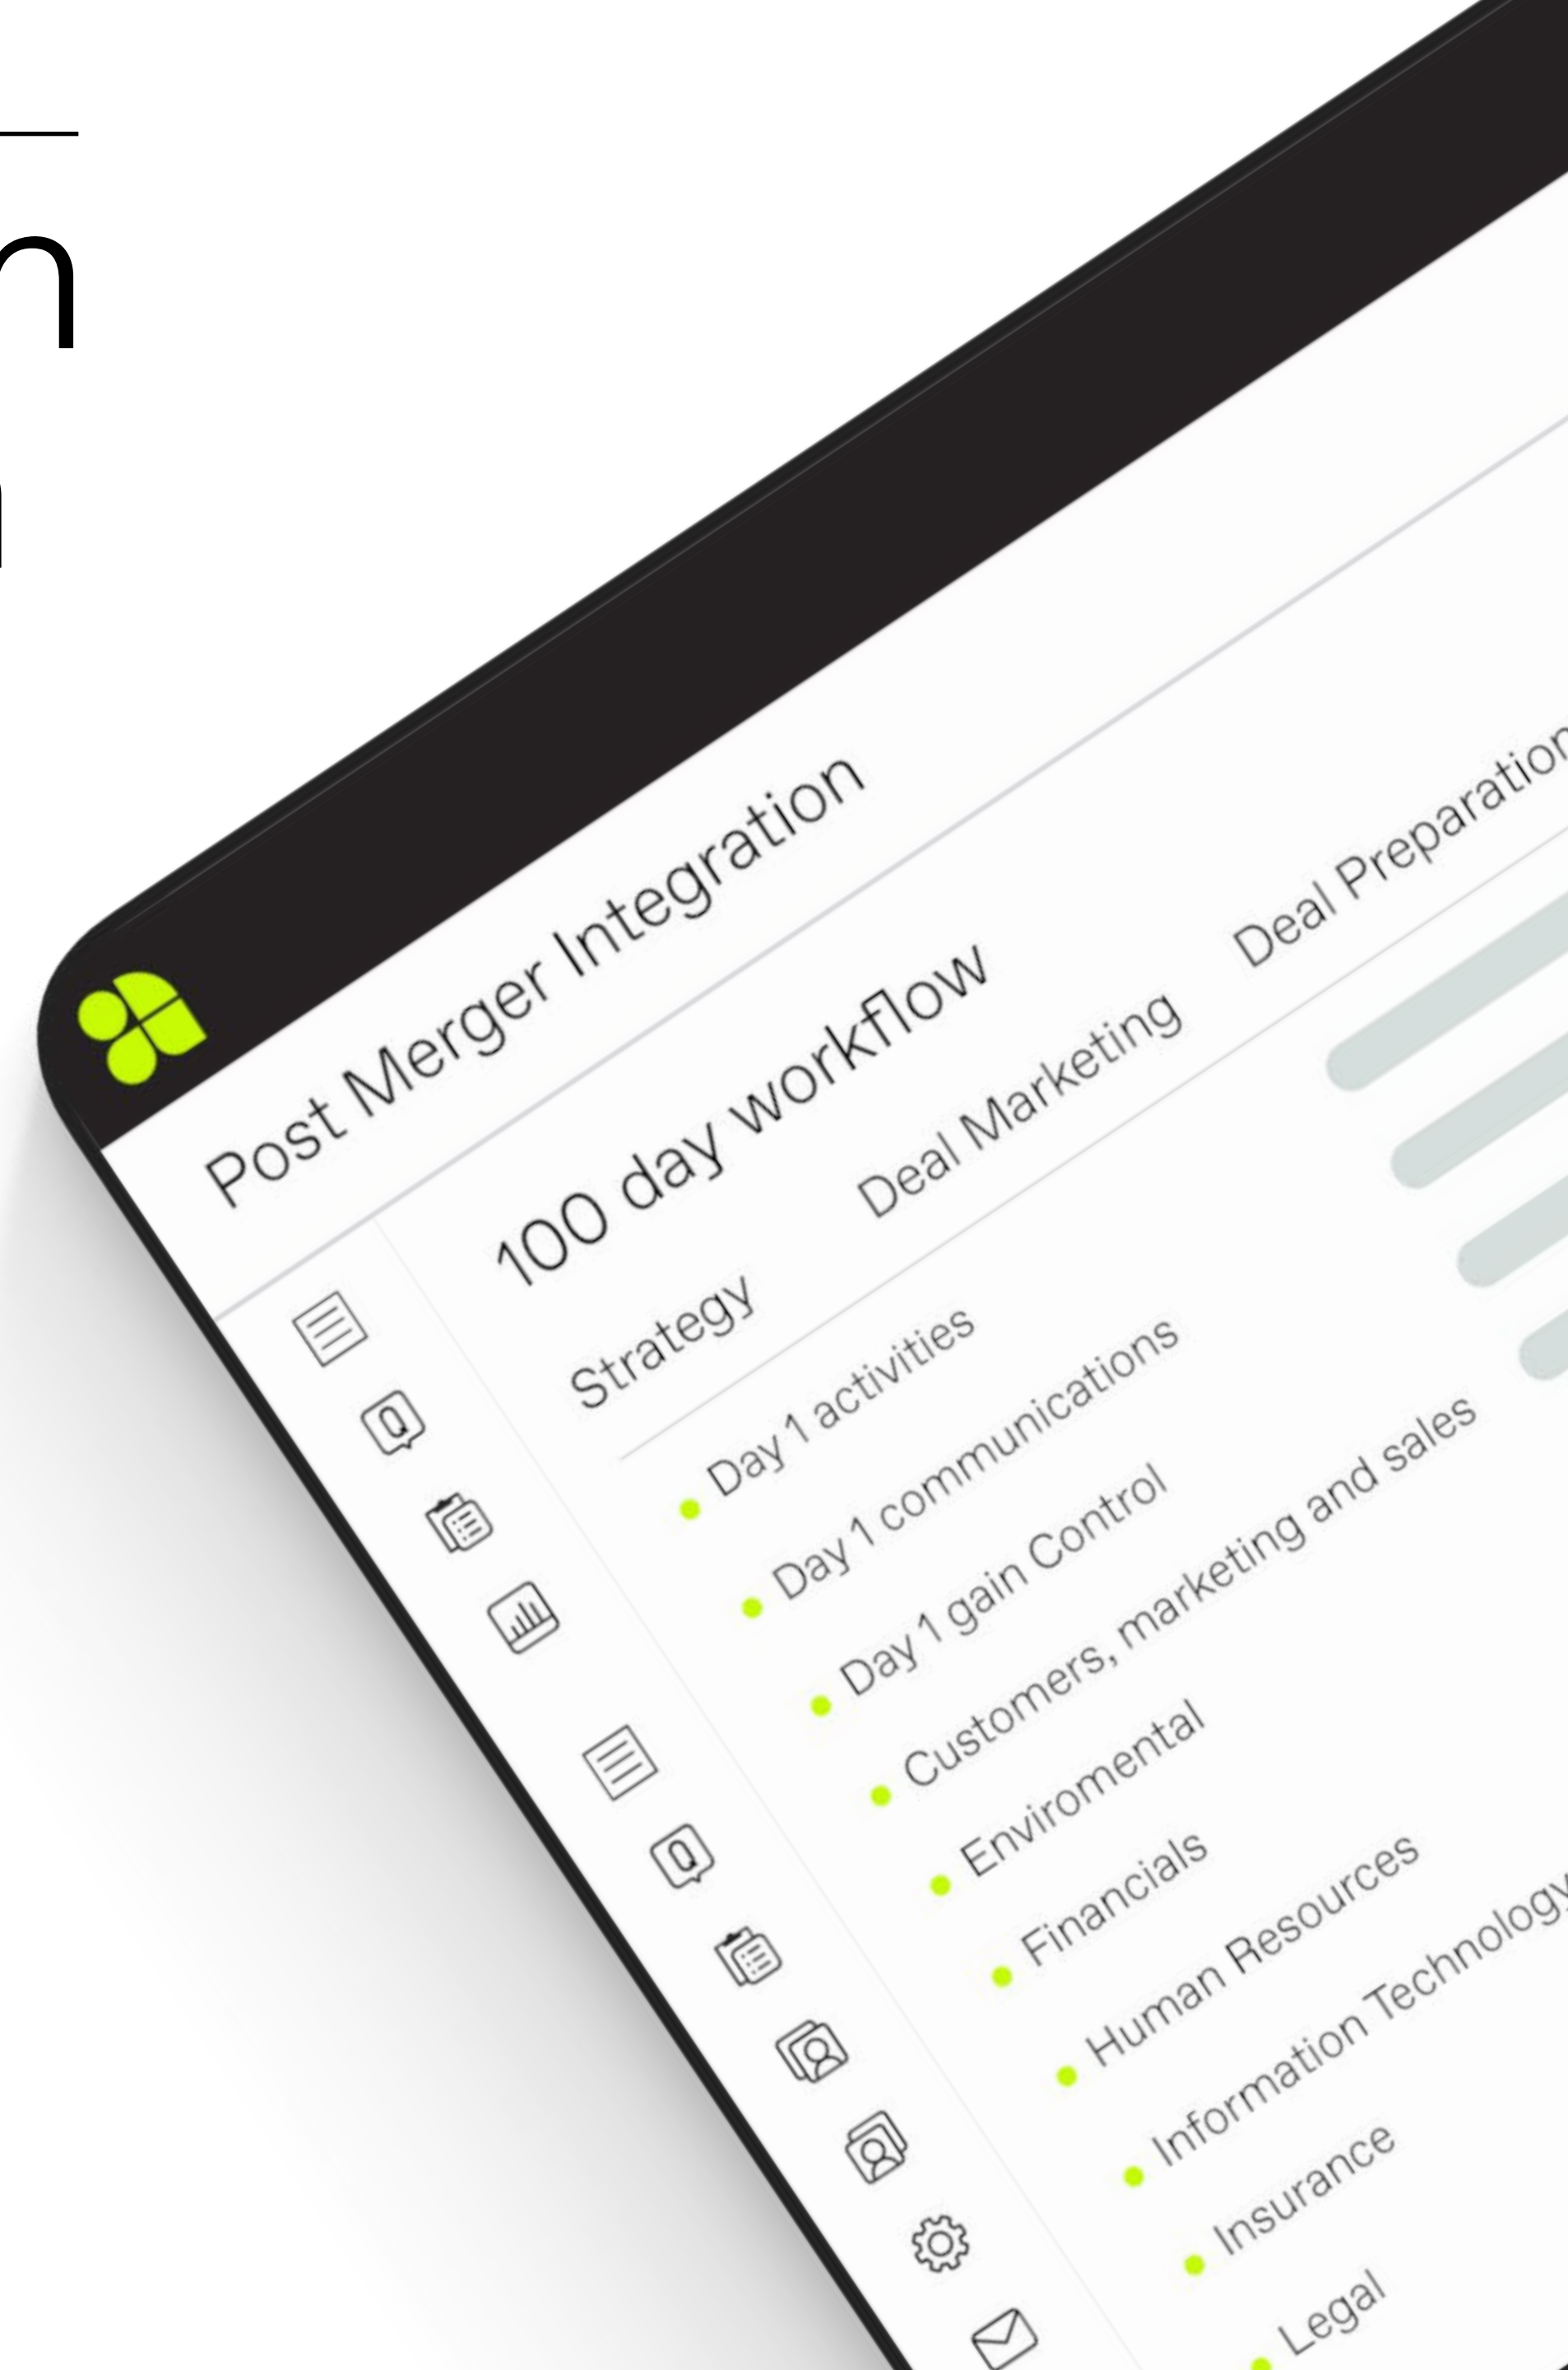 n
Post Merger Integration
100 day workflow
Strategy Deal Marketing Deal Preparation
Day 1 activities
Day 1 communications
Day 1 gain Control
Customers, marketing and sales
Enviromental
Financials
Human Resources
Information Technology
Insurance
Legal